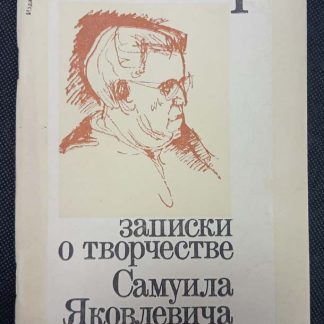 записки
о творчестве
Самуила
Яковлевича